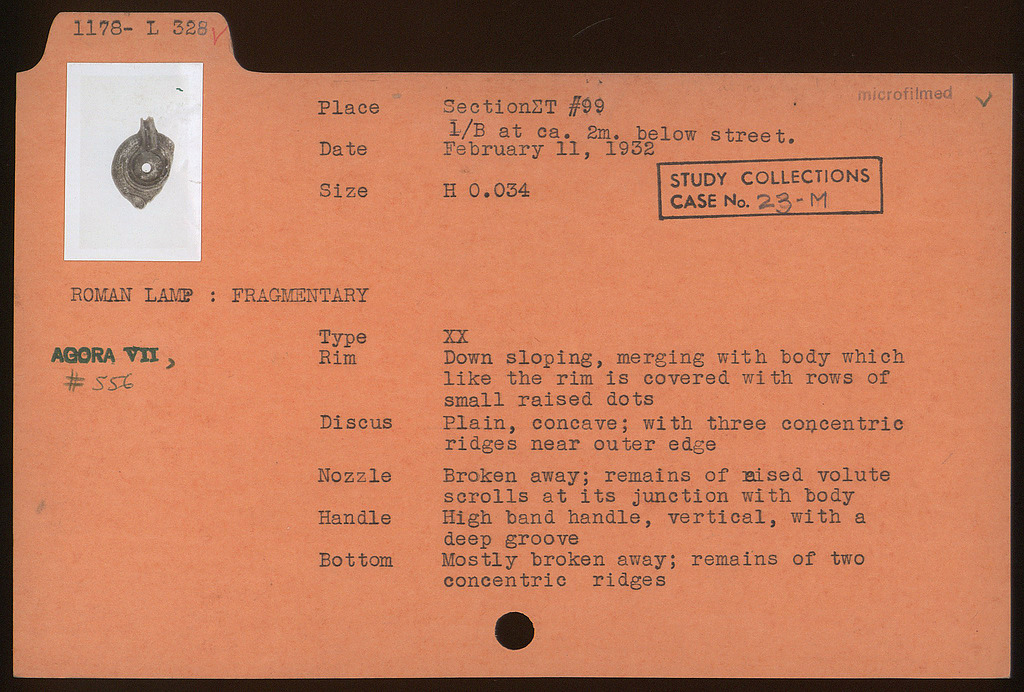 1178- L 328 ✓
microfilmed ✓
Place SectionΣT #99
1/B at ca. 2m. below street.
Date February 11, 1932
Size H 0.034
STUDY COLLECTIONS
CASE No. 23-M
ROMAN LAMP : FRAGMENTARY
AGORA VII,
# 556
Type XX
Rim Down sloping, merging with body which
like the rim is covered with rows of
small raised dots
Discus Plain, concave; with three concentric
ridges near outer edge
Nozzle Broken away; remains of raised volute
scrolls at its junction with body
Handle High band handle, vertical, with a
deep groove
Bottom Mostly broken away; remains of two
concentric ridges